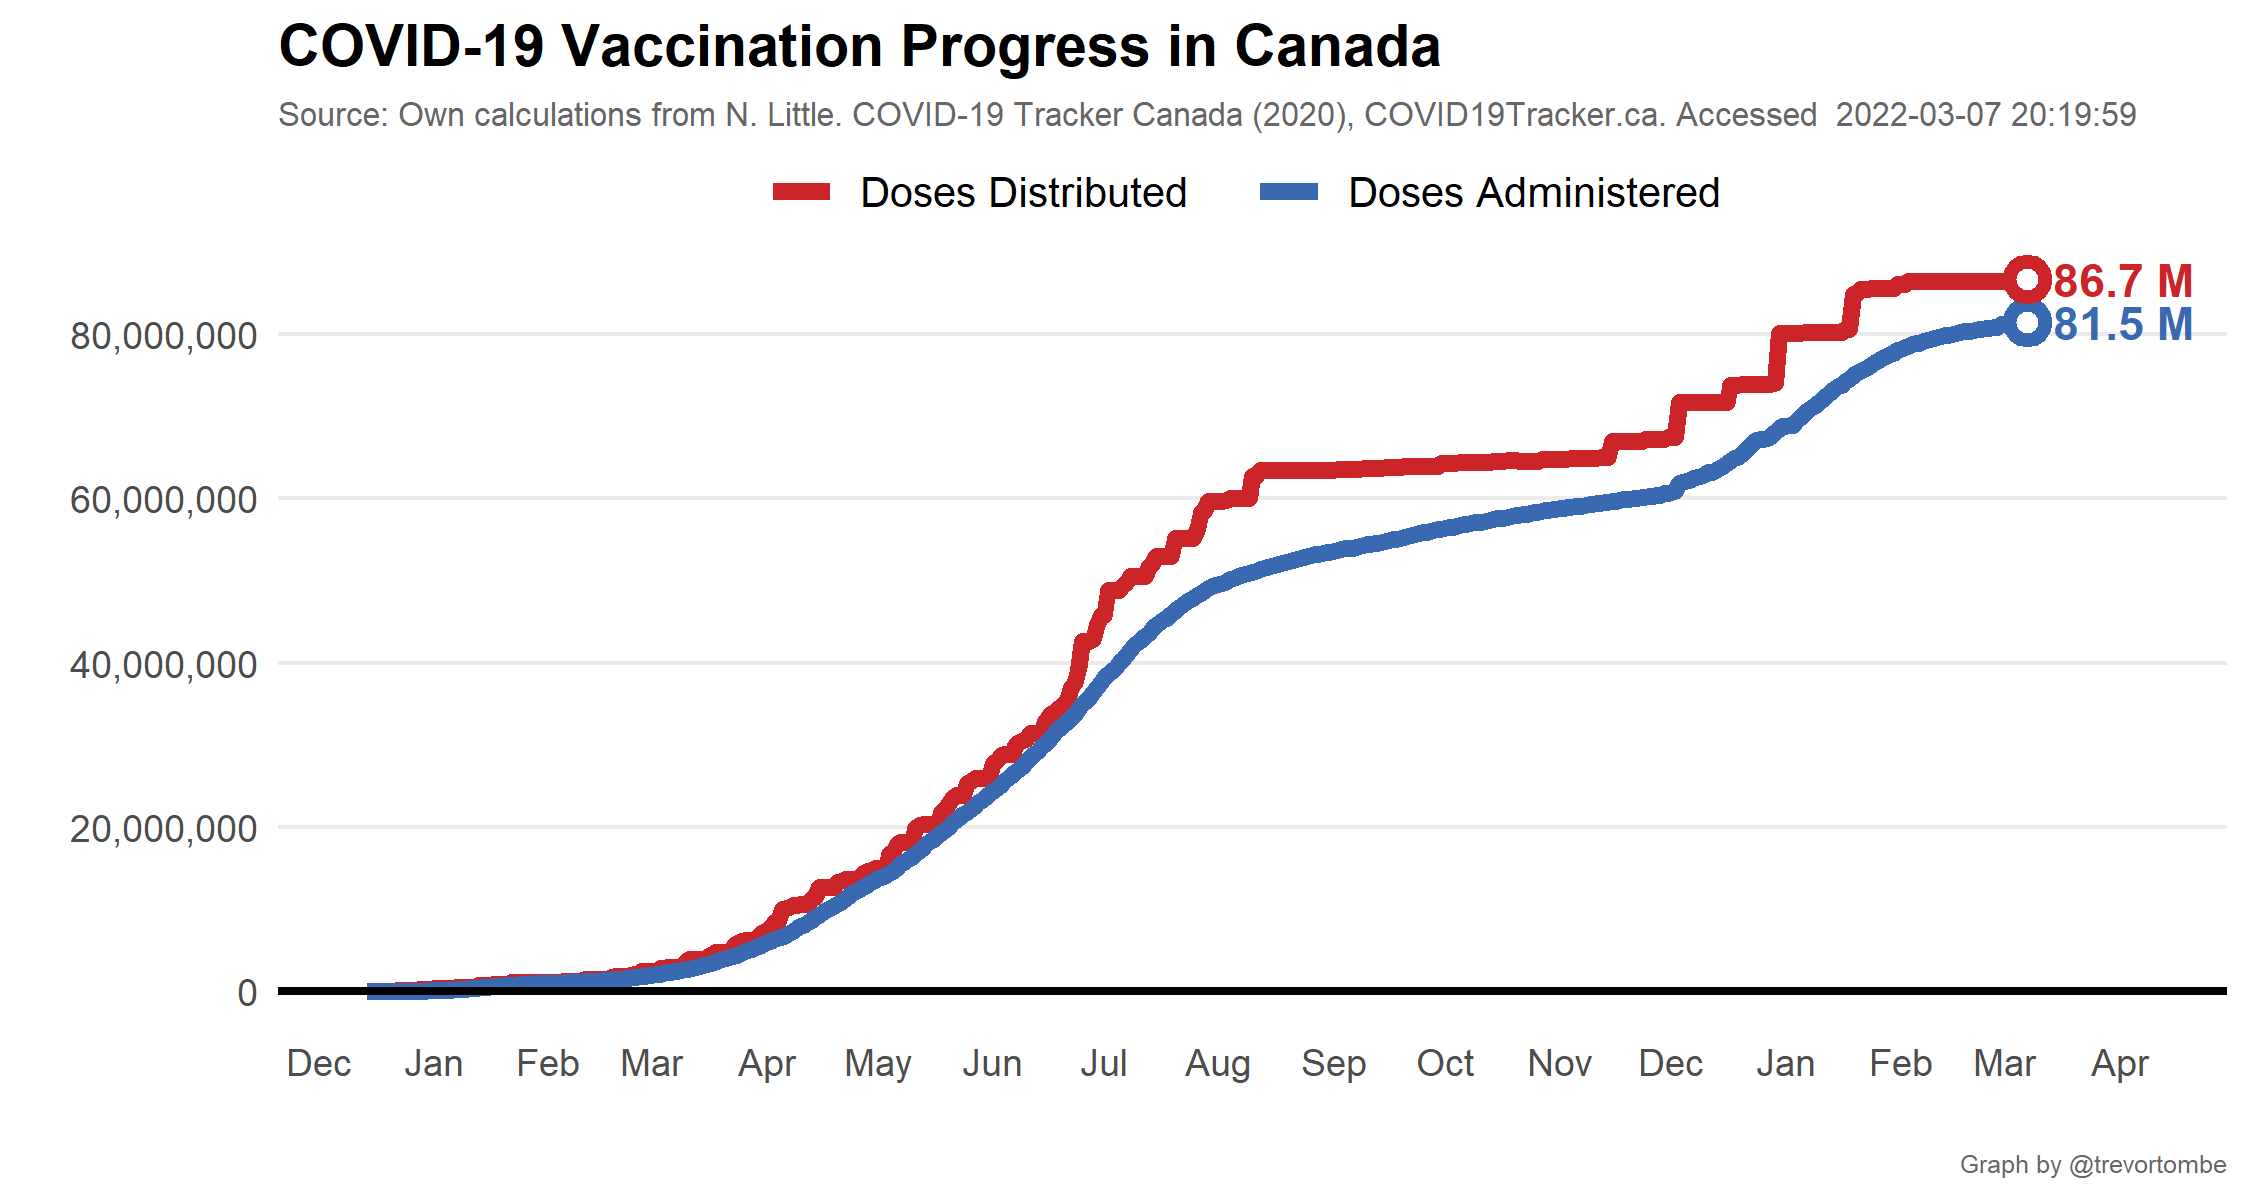 COVID-19 Vaccination Progress in Canada
Source: Own calculations from N. Little. COVID-19 Tracker Canada (2020), COVID19Tracker.ca. Accessed  2022-03-07 20:19:59
Doses Distributed Doses Administered
86.7 M
81.5 M
80,000,000
60,000,000
40,000,000
20,000,000
0
Dec Jan Feb Mar Apr May Jun Jul Aug Sep Oct Nov Dec Jan Feb Mar Apr
Graph by @trevortombe